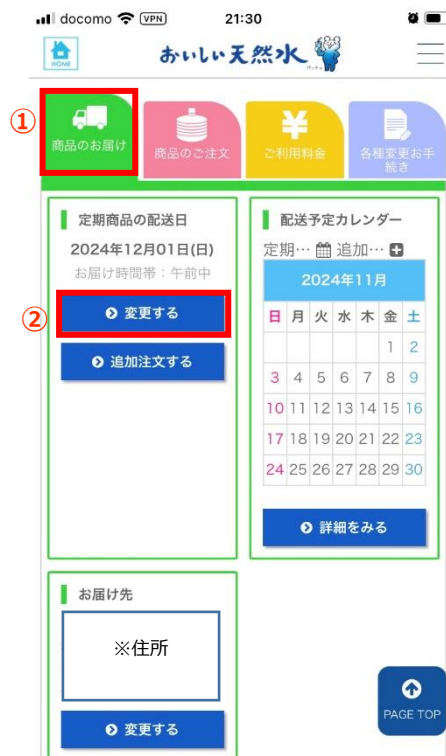 docomo VPN 21:30
HOME おいしい天然水
①
商品のお届け
商品のご注文
ご利用料金
各種変更お手
続き
定期商品の配送日
2024年12月01日(日)
お届け時間帯：午前中
②
変更する
追加注文する
配送予定カレンダー
定期… 追加…
2024年11月
日 月 火 水 木 金 土
1 2
3 4 5 6 7 8 9
10 11 12 13 14 15 16
17 18 19 20 21 22 23
24 25 26 27 28 29 30
詳細をみる
お届け先
※住所
変更する
PAGE TOP